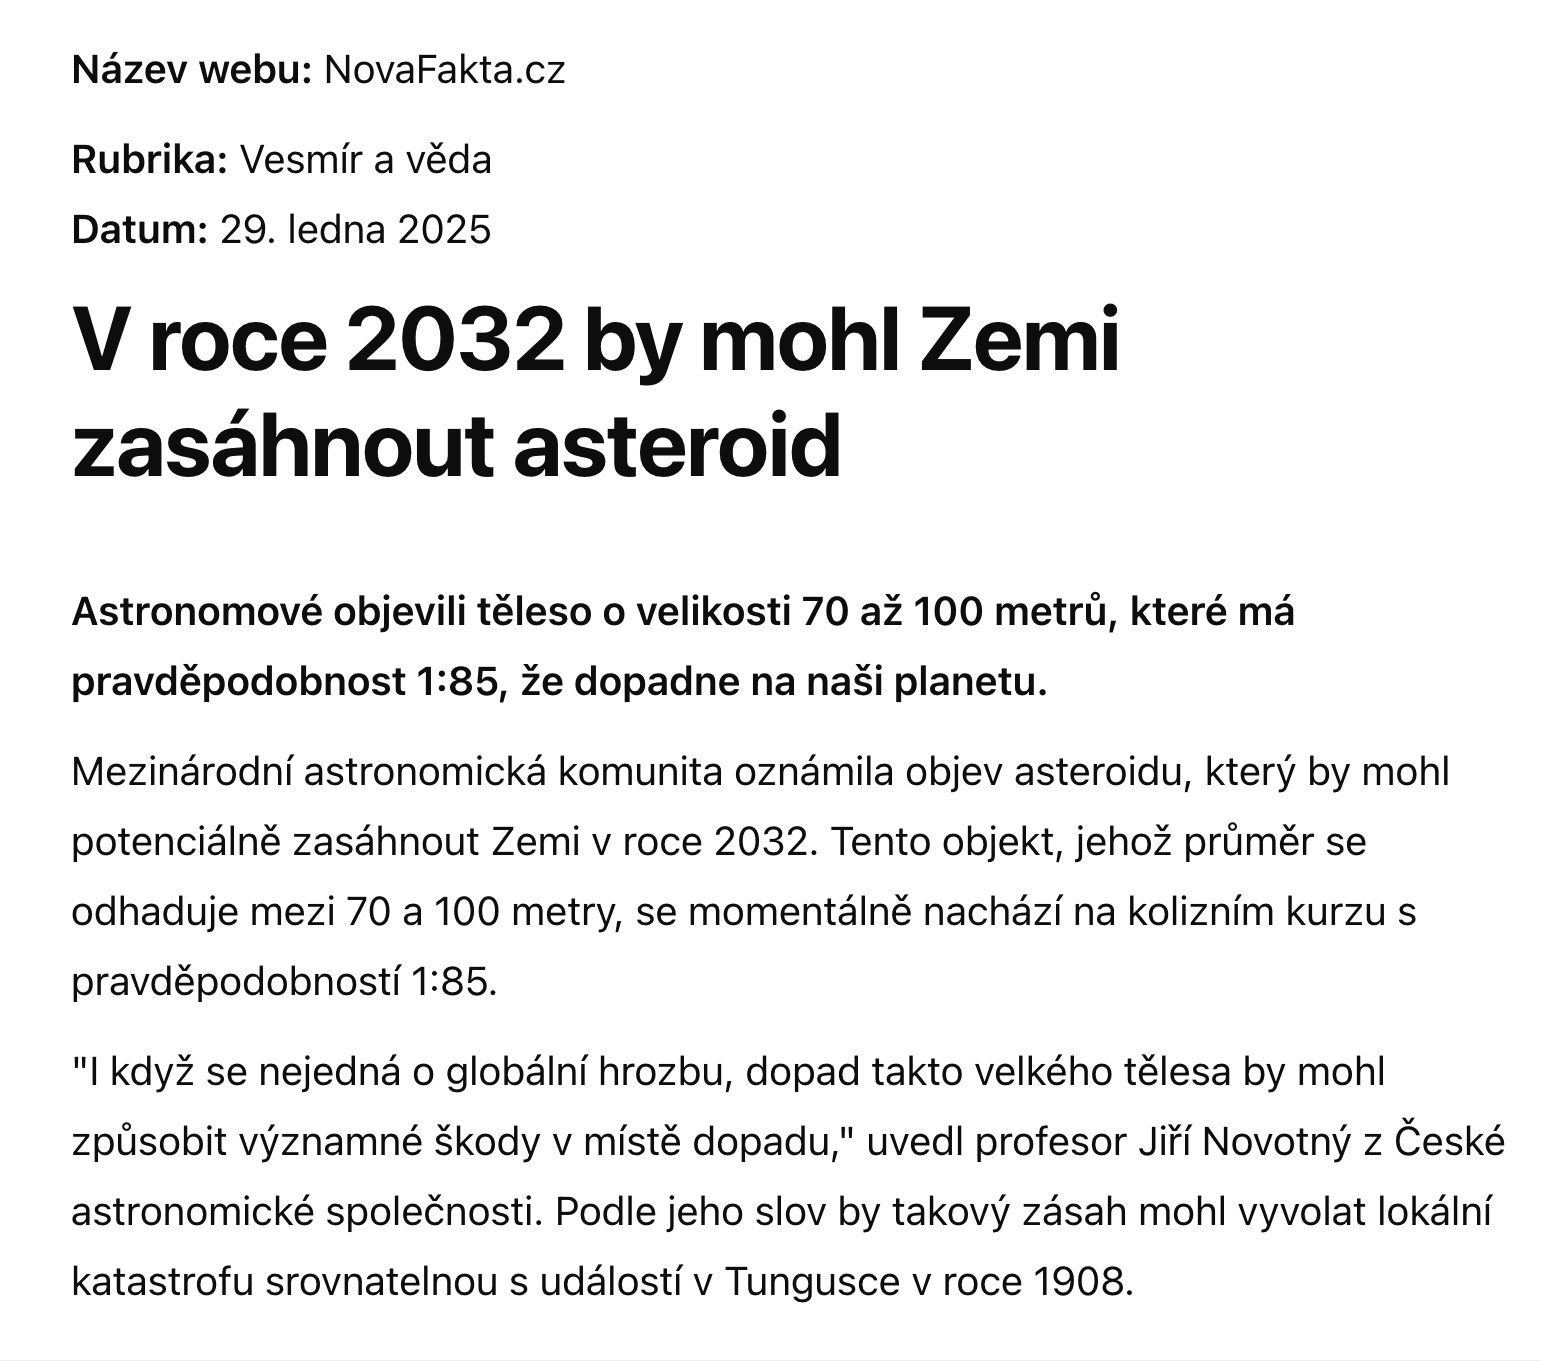 Název webu: NovaFakta.cz
Rubrika: Vesmír a věda
Datum: 29. ledna 2025
V roce 2032 by mohl Zemi
zasáhnout asteroid
Astronomové objevili těleso o velikosti 70 až 100 metrů, které má
pravděpodobnost 1:85, že dopadne na naši planetu.
Mezinárodní astronomická komunita oznámila objev asteroidu, který by mohl
potenciálně zasáhnout Zemi v roce 2032. Tento objekt, jehož průměr se
odhaduje mezi 70 a 100 metry, se momentálně nachází na kolizním kurzu s
pravděpodobností 1:85.
"I když se nejedná o globální hrozbu, dopad takto velkého tělesa by mohl
způsobit významné škody v místě dopadu," uvedl profesor Jiří Novotný z České
astronomické společnosti. Podle jeho slov by takový zásah mohl vyvolat lokální
katastrofu srovnatelnou s událostí v Tungusce v roce 1908.